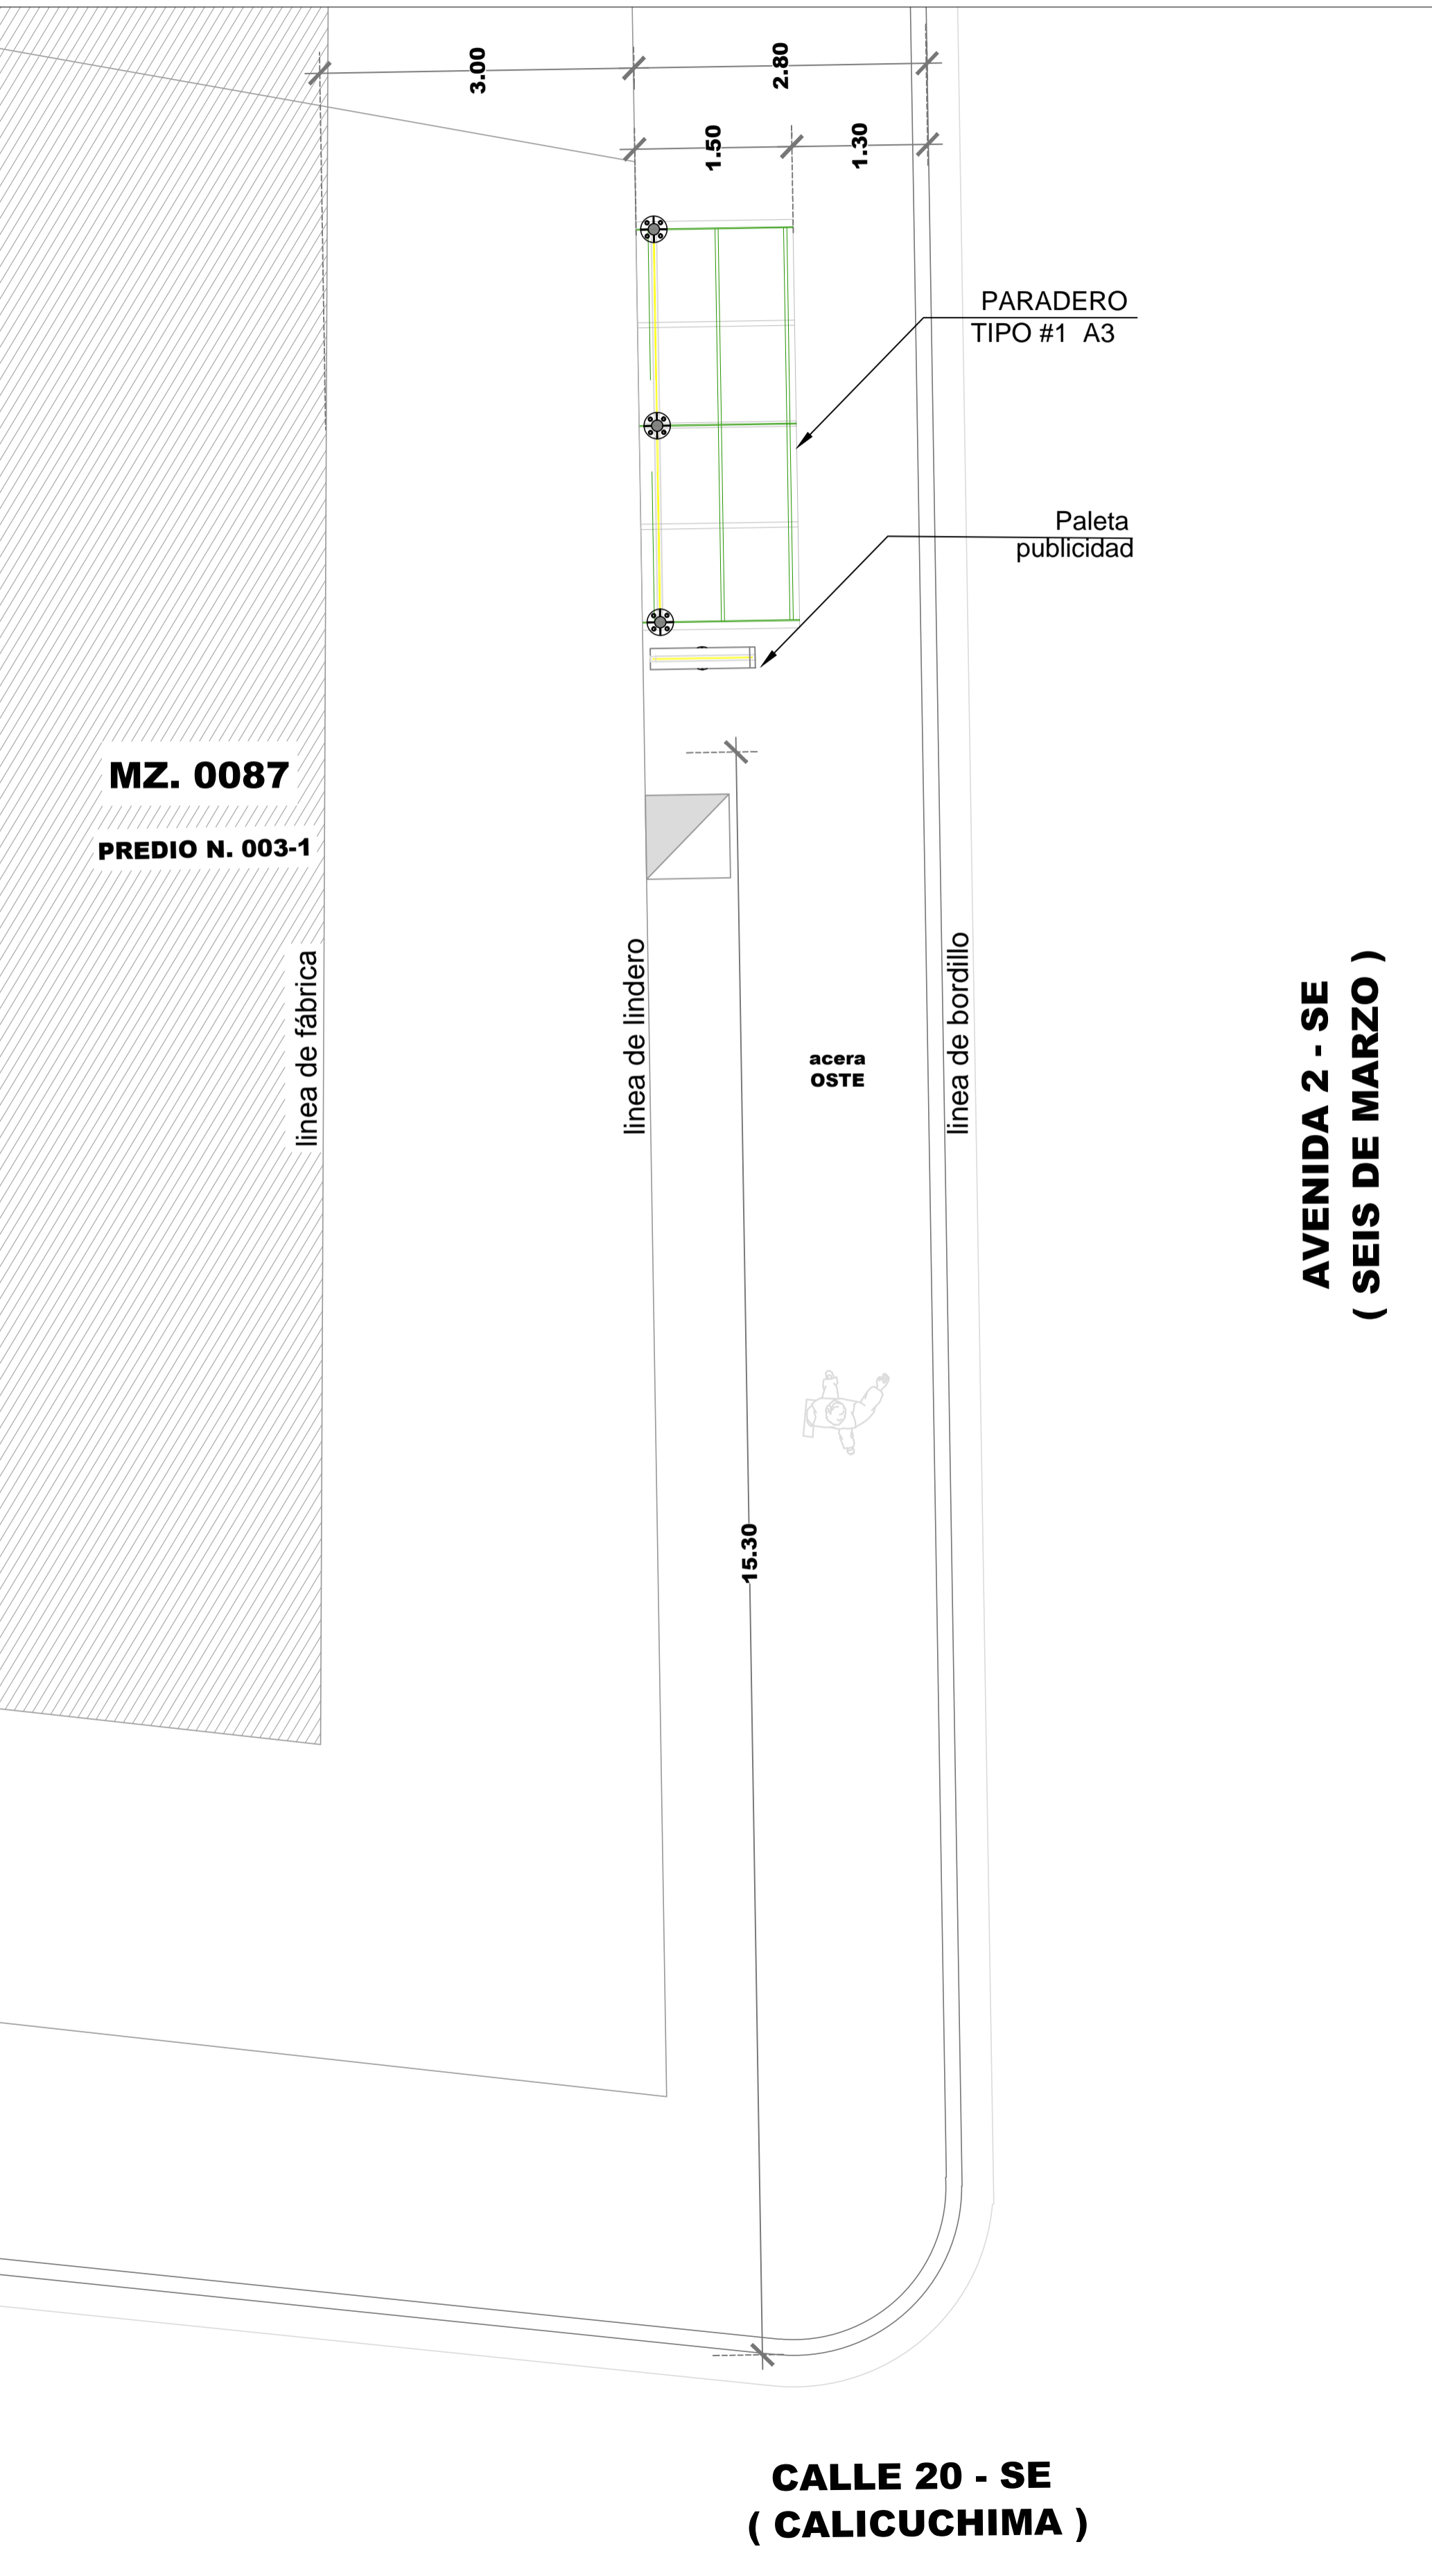 3.00
2.80
1.50
1.30
PARADERO
TIPO #1 A3
Paleta
publicidad
MZ. 0087
PREDIO N. 003-1
linea de fábrica
linea de lindero
linea de bordillo
acera
OSTE
AVENIDA 2 - SE
( SEIS DE MARZO )
15.30
CALLE 20 - SE
( CALICUCHIMA )